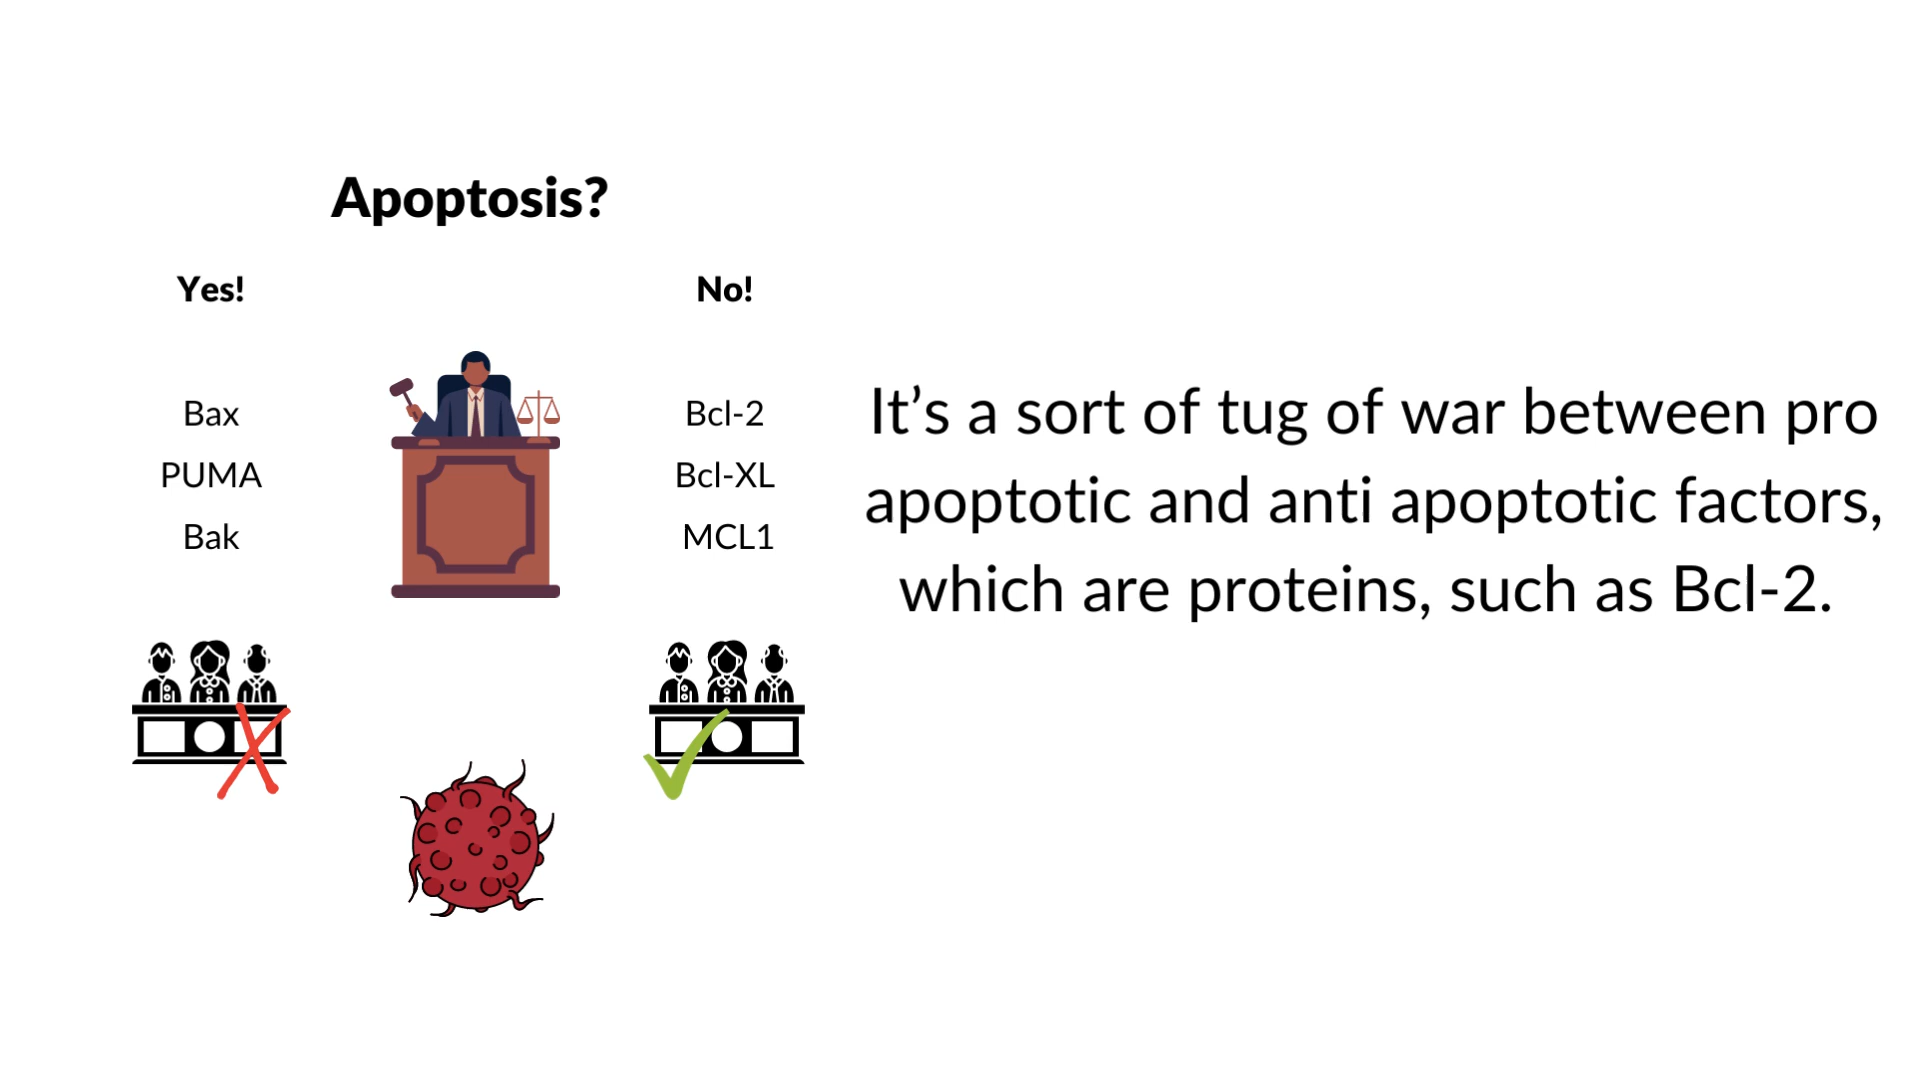 Apoptosis?
Yes!
No!
Bax
PUMA
Bak
Bcl-2
Bcl-XL
MCL1
It’s a sort of tug of war between pro
apoptotic and anti apoptotic factors,
which are proteins, such as Bcl-2.